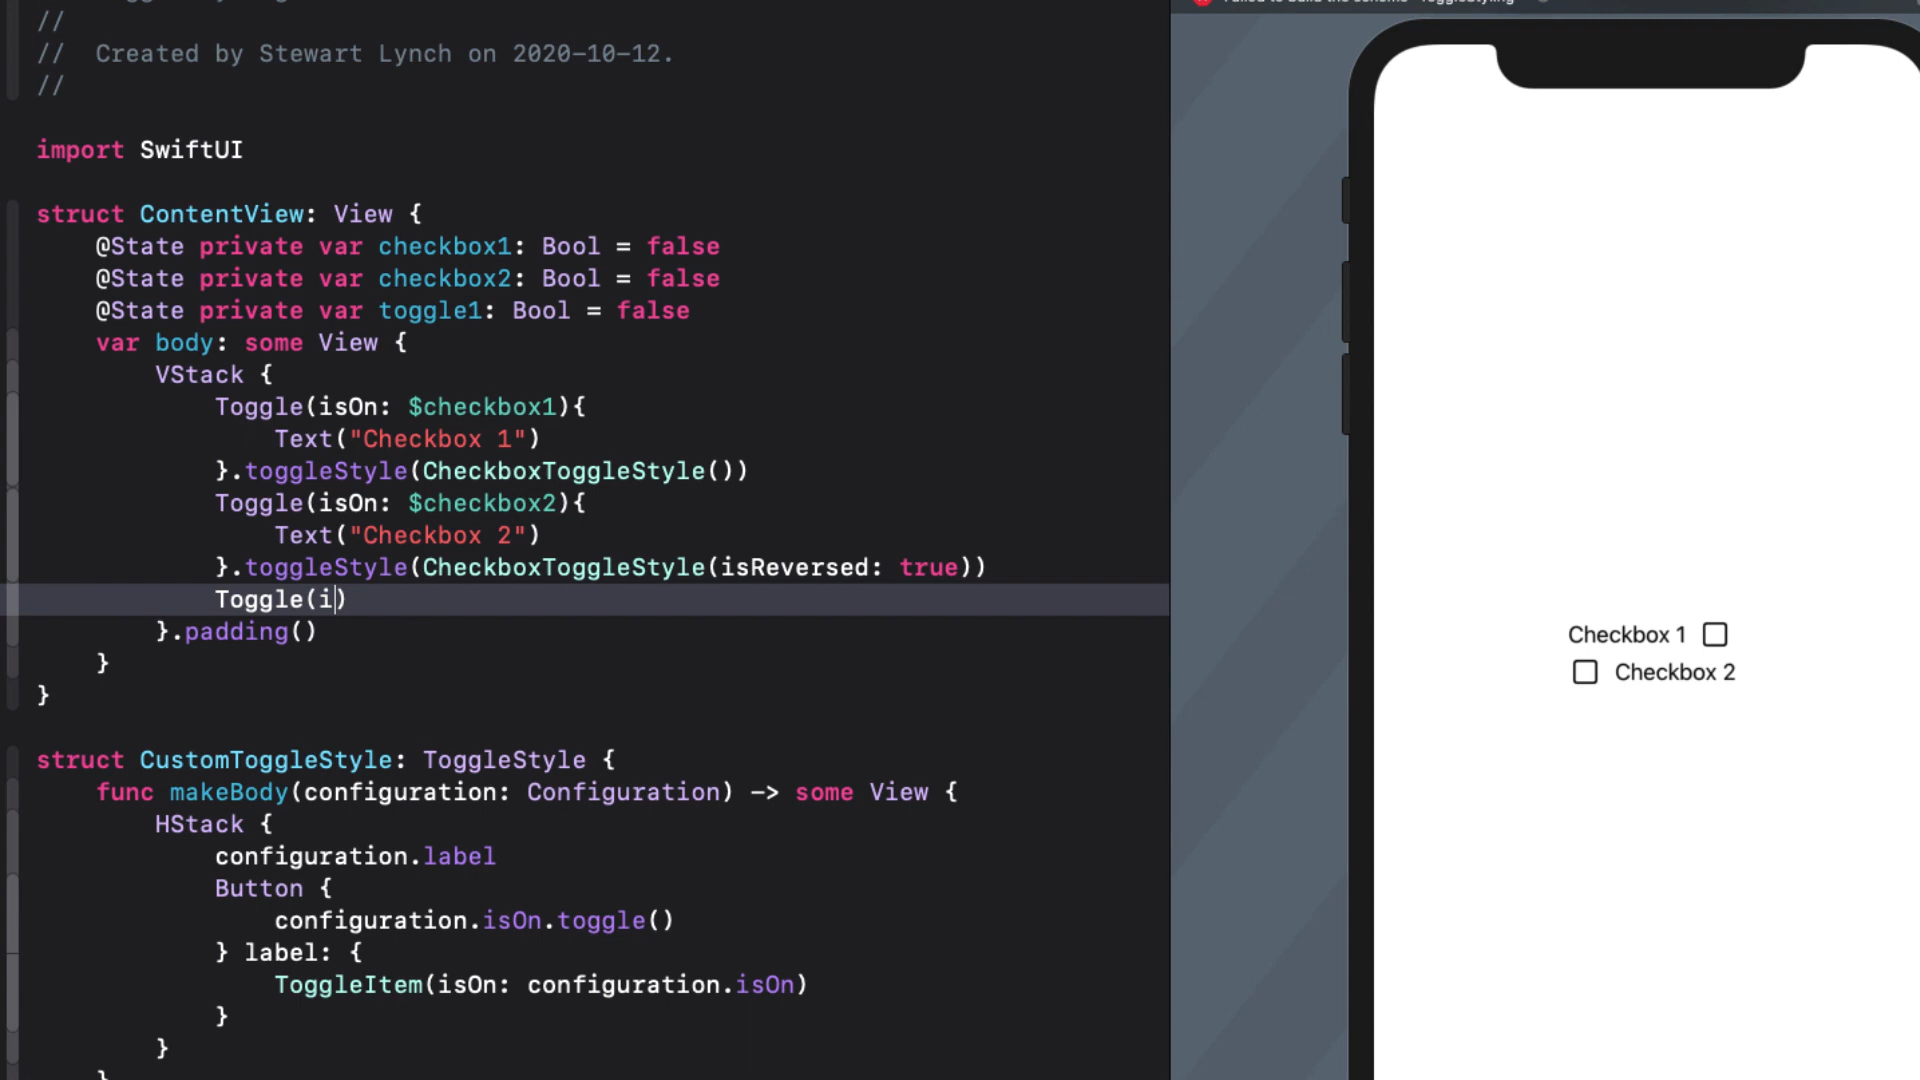 //
//  Created by Stewart Lynch on 2020-10-12.
//
import SwiftUI
struct ContentView: View {
    @State private var checkbox1: Bool = false
    @State private var checkbox2: Bool = false
    @State private var toggle1: Bool = false
    var body: some View {
        VStack {
            Toggle(isOn: $checkbox1){
                Text("Checkbox 1")
            }.toggleStyle(CheckboxToggleStyle())
            Toggle(isOn: $checkbox2){
                Text("Checkbox 2")
            }.toggleStyle(CheckboxToggleStyle(isReversed: true))
            Toggle(i)
        }.padding()
    }
}
struct CustomToggleStyle: ToggleStyle {
    func makeBody(configuration: Configuration) -> some View {
        HStack {
            configuration.label
            Button {
                configuration.isOn.toggle()
            } label: {
                ToggleItem(isOn: configuration.isOn)
            }
        }
    }
Checkbox 1
Checkbox 2